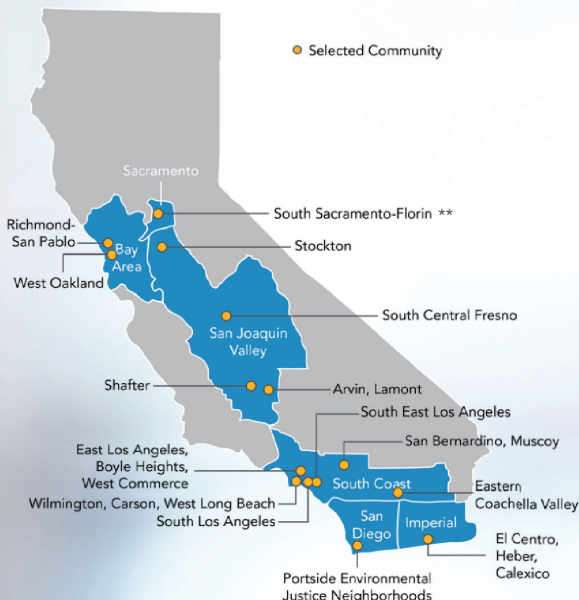 Selected Community
Sacramento
South Sacramento-Florin **
Richmond-
San Pablo
Bay
Area
Stockton
West Oakland
South Central Fresno
San Joaquin
Valley
Shafter
Arvin, Lamont
South East Los Angeles
San Bernardino, Muscoy
East Los Angeles,
Boyle Heights,
West Commerce
South Coast
Eastern
Coachella Valley
Wilmington, Carson, West Long Beach
South Los Angeles
San
Diego
Imperial
El Centro,
Heber,
Calexico
Portside Environmental
Justice Neighborhoods